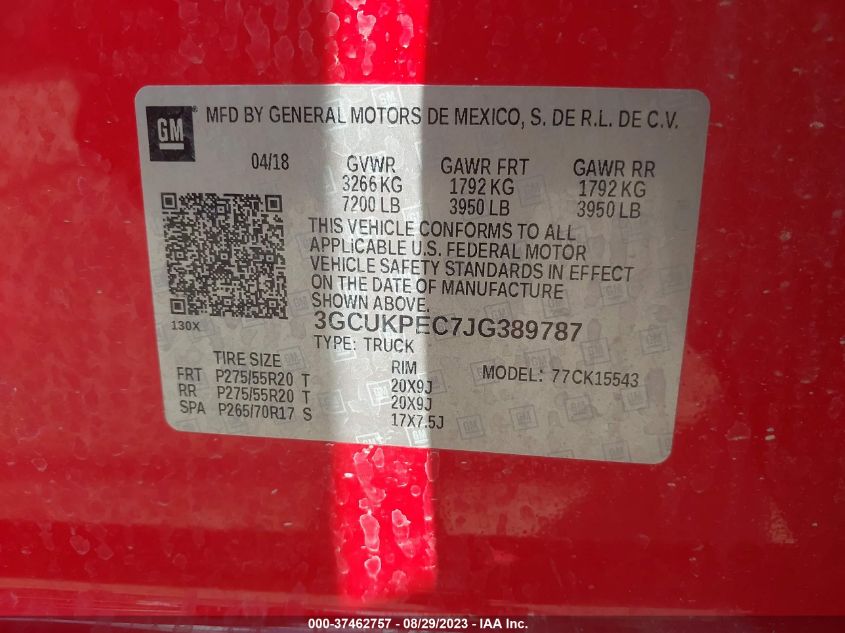 GM
MFD BY GENERAL MOTORS DE MEXICO, S. DE R.L. DE C.V.
04/18 GVWR GAWR FRT GAWR RR
3266 KG 1792 KG 1792 KG
7200 LB 3950 LB 3950 LB
THIS VEHICLE CONFORMS TO ALL
APPLICABLE U.S. FEDERAL MOTOR
VEHICLE SAFETY STANDARDS IN EFFECT
ON THE DATE OF MANUFACTURE
SHOWN ABOVE.
130X
3GCUKPEC7JG389787
TYPE: TRUCK
TIRE SIZE RIM MODEL: 77CK15543
FRT P275/55R20 T 20X9J
RR P275/55R20 T 20X9J
SPA P265/70R17 S 17X7.5J
000-37462757 - 08/29/2023 - IAA Inc.